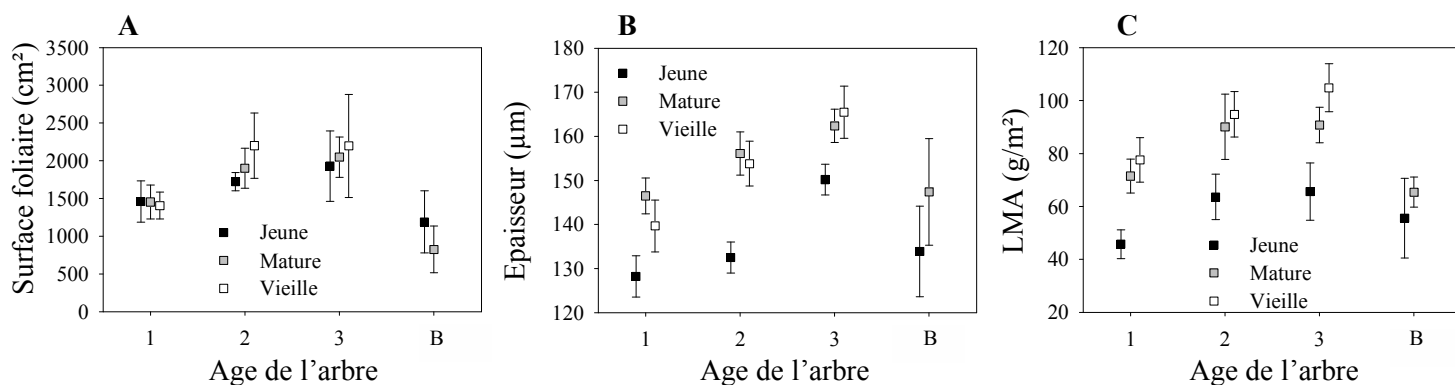 A
Surface foliaire (cm²)
3500
3000
2500
2000
1500
1000
500
0
Jeune
Mature
Vieille
1 2 3 B
Age de l’arbre
B
Epaisseur (µm)
180
170
160
150
140
130
120
Jeune
Mature
Vieille
1 2 3 B
Age de l’arbre
C
LMA (g/m²)
120
100
80
60
40
20
Jeune
Mature
Vieille
1 2 3 B
Age de l’arbre